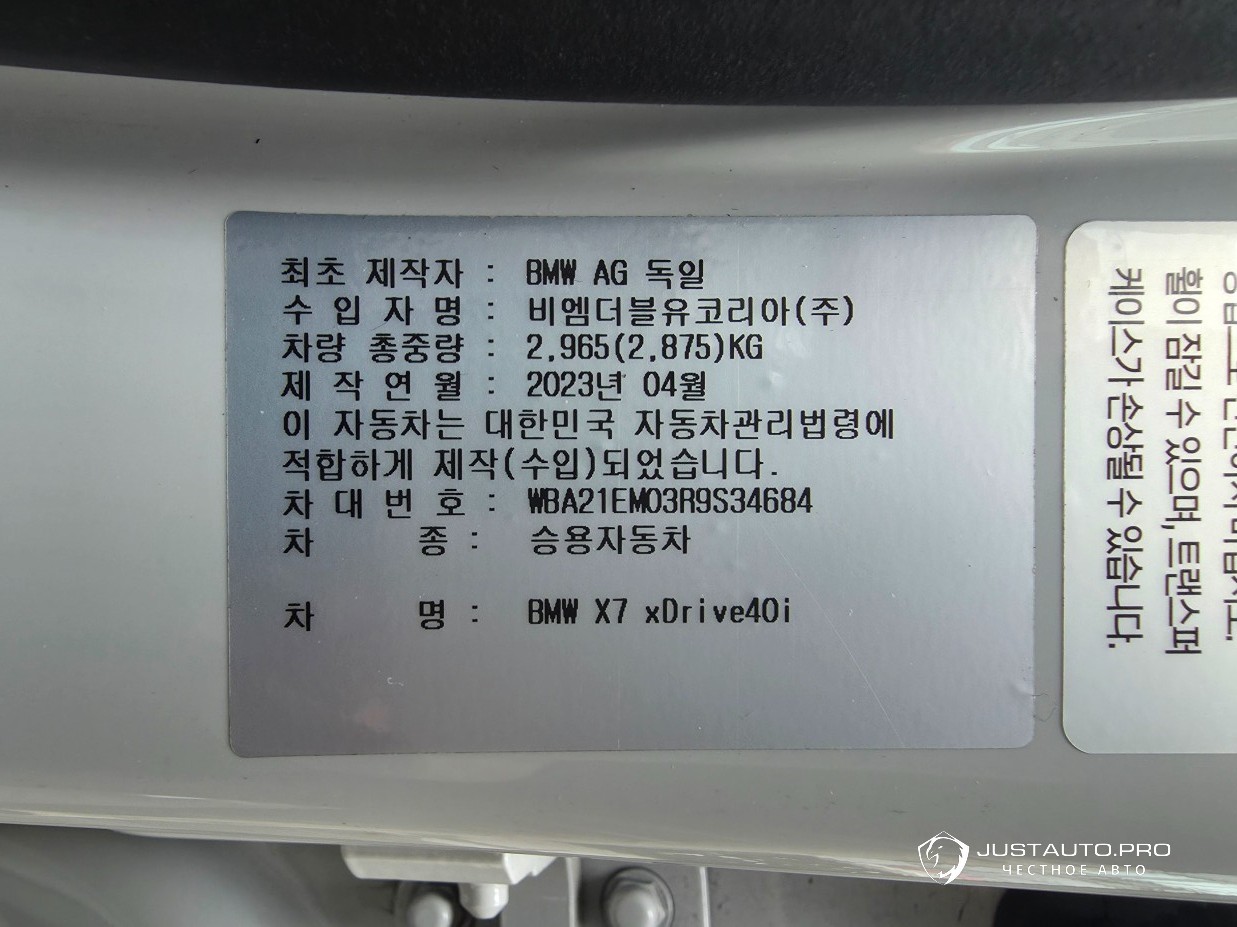 최초 제작자 : BMW AG 독일
수 입 자 명 : 비엠더블유코리아(주)
차량 총중량 : 2,965(2,875)KG
제 작 연 월 : 2023년 04월
이 자동차는 대한민국 자동차관리법령에
적합하게 제작(수입)되었습니다.
차 대 번 호 : WBA21EM03R9S34684
차 종 : 승용자동차
차 명 : BMW X7 xDrive40i
휠이 잠길 수 있으며, 트랜스퍼
케이스가 손상될 수 있습니다.
JUSTAUTO.PRO
ЧЕСТНОЕ АВТО